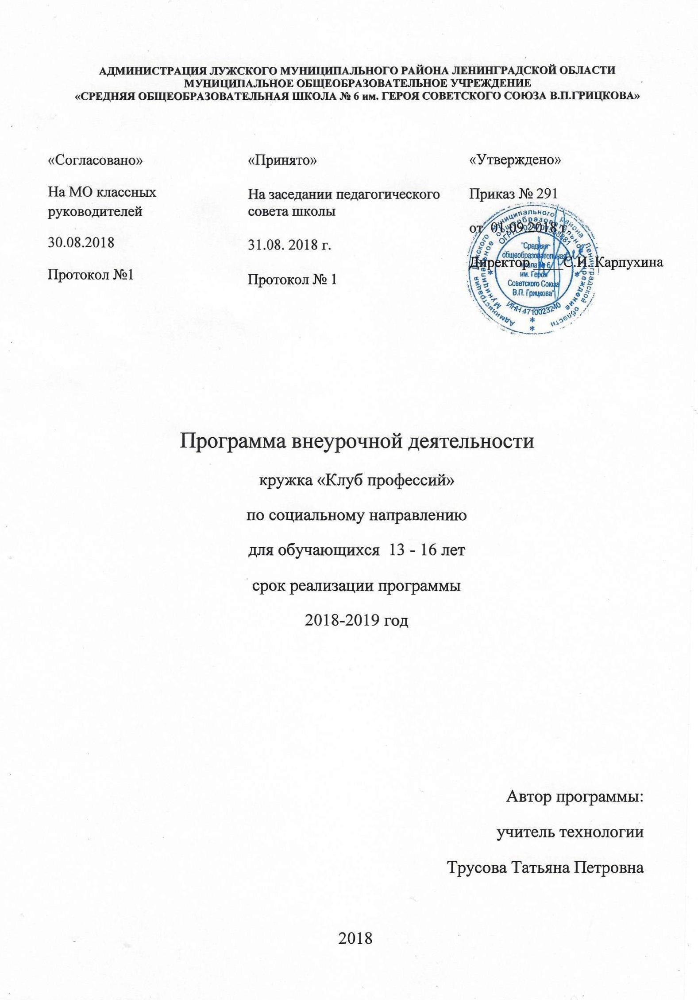 АДМИНИСТРАЦИЯ ЛУЖСКОГО МУНИЦИПАЛЬНОГО РАЙОНА ЛЕНИНГРАДСКОЙ ОБЛАСТИ
МУНИЦИПАЛЬНОЕ ОБЩЕОБРАЗОВАТЕЛЬНОЕ УЧРЕЖДЕНИЕ
«СРЕДНЯЯ ОБЩЕОБРАЗОВАТЕЛЬНАЯ ШКОЛА № 6 им. ГЕРОЯ СОВЕТСКОГО СОЮЗА В.П.ГРИЦКОВА»
«Согласовано»
На МО классных
руководителей
30.08.2018
Протокол №1
«Принято»
На заседании педагогического
совета школы
31.08. 2018 г.
Протокол № 1
«Утверждено»
Приказ № 291
от 01.09.2018 г.
Директор ____С.И. Карпухина
Администрация Лужского муниципального района Ленинградской области
Муниципальное общеобразовательное учреждение
ОГРН
"Средняя
общеобразовательная
школа № 6
им. Героя
Советского Союза
В.П. Грицкова"
ИНН 4710023240
Программа внеурочной деятельности
кружка «Клуб профессий»
по социальному направлению
для обучающихся 13 - 16 лет
срок реализации программы
2018-2019 год
Автор программы:
учитель технологии
Трусова Татьяна Петровна
2018